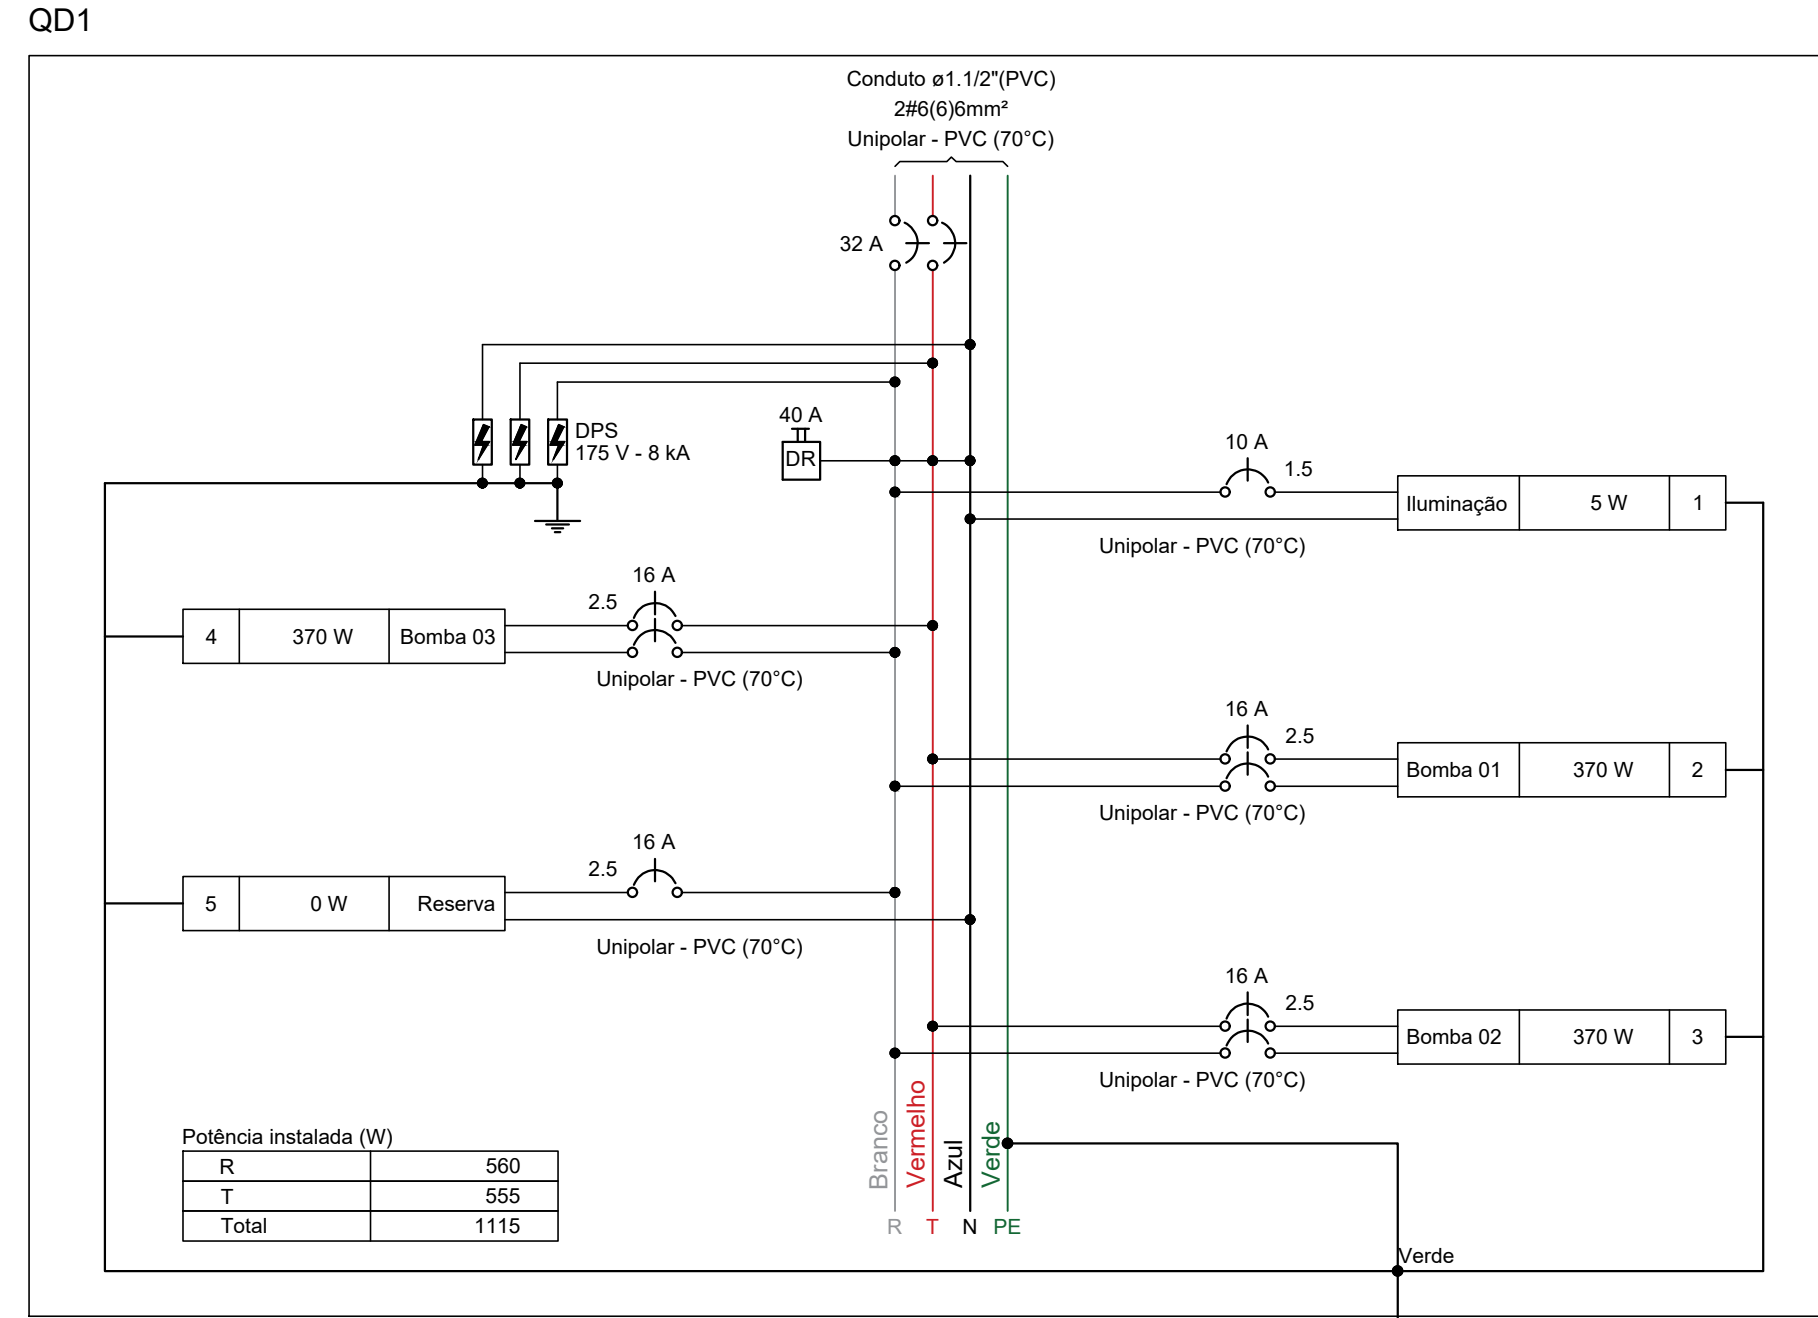 QD1
Conduto ø1.1/2"(PVC)
2#6(6)6mm²
Unipolar - PVC (70°C)
32 A
DPS
175 V - 8 kA
40 A
DR
10 A
1.5
Iluminação 5 W 1
Unipolar - PVC (70°C)
16 A
2.5
4 370 W Bomba 03
Unipolar - PVC (70°C)
16 A
2.5
Bomba 01 370 W 2
Unipolar - PVC (70°C)
16 A
2.5
5 0 W Reserva
Unipolar - PVC (70°C)
16 A
2.5
Bomba 02 370 W 3
Unipolar - PVC (70°C)
Potência instalada (W)
R 560
T 555
Total 1115
Branco
Vermelho
Azul
Verde
R T N PE
Verde